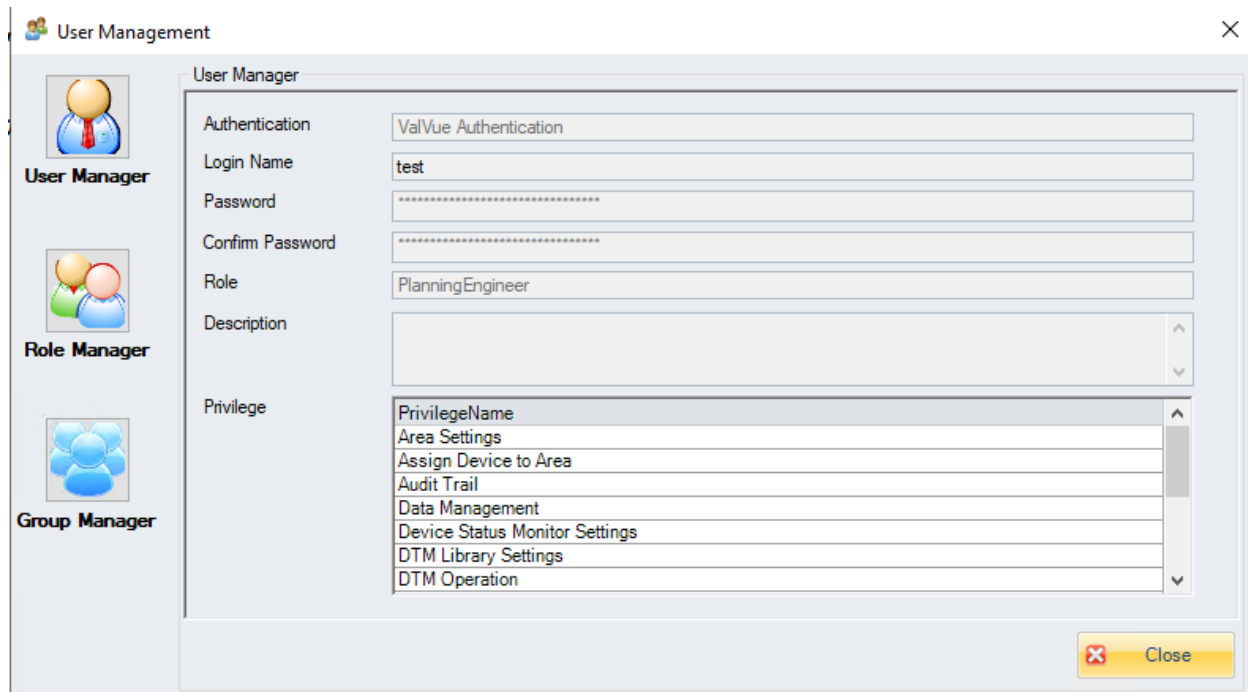 User Management
User Manager
Authentication
ValVue Authentication
Login Name
test
Password
********************************
Confirm Password
********************************
Role
PlanningEngineer
Description
Privilege
PrivilegeName
Area Settings
Assign Device to Area
Audit Trail
Data Management
Device Status Monitor Settings
DTM Library Settings
DTM Operation
User Manager
Role Manager
Group Manager
Close